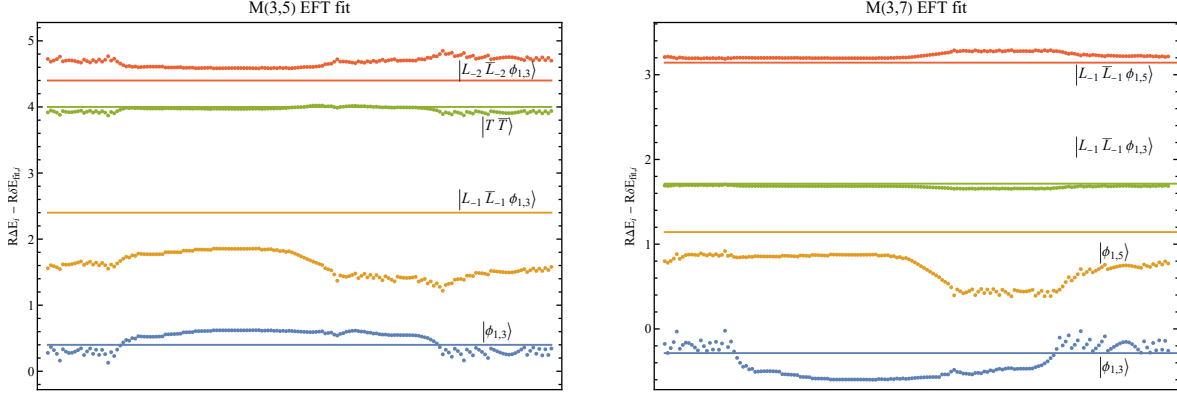 M(3,5) EFT fit
RΔE_i − RδE_fit,i
5
4
3
2
1
0
|L_{-2} L̅_{-2} ϕ_{1,3}⟩
|T T̅⟩
|L_{-1} L̅_{-1} ϕ_{1,3}⟩
|ϕ_{1,3}⟩
M(3,7) EFT fit
RΔE_i − RδE_fit,i
3
2
1
0
|L_{-1} L̅_{-1} ϕ_{1,5}⟩
|L_{-1} L̅_{-1} ϕ_{1,3}⟩
|ϕ_{1,5}⟩
|ϕ_{1,3}⟩